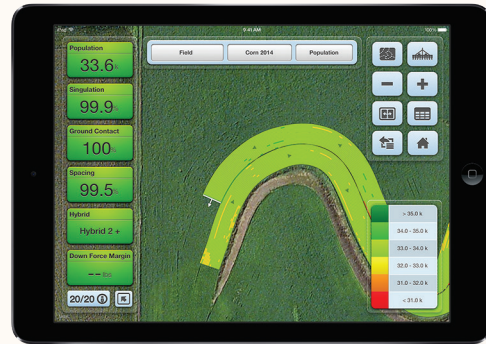 iPad
9:41 AM
100%
Population
33.6k
Singulation
99.9%
Ground Contact
100%
Spacing
99.5%
Hybrid
Hybrid 2 +
Down Force Margin
--lbs
20/20
Field
Corn 2014
Population
> 35.0 k
34.0 - 35.0 k
33.0 - 34.0 k
32.0 - 33.0 k
31.0 - 32.0 k
< 31.0 k